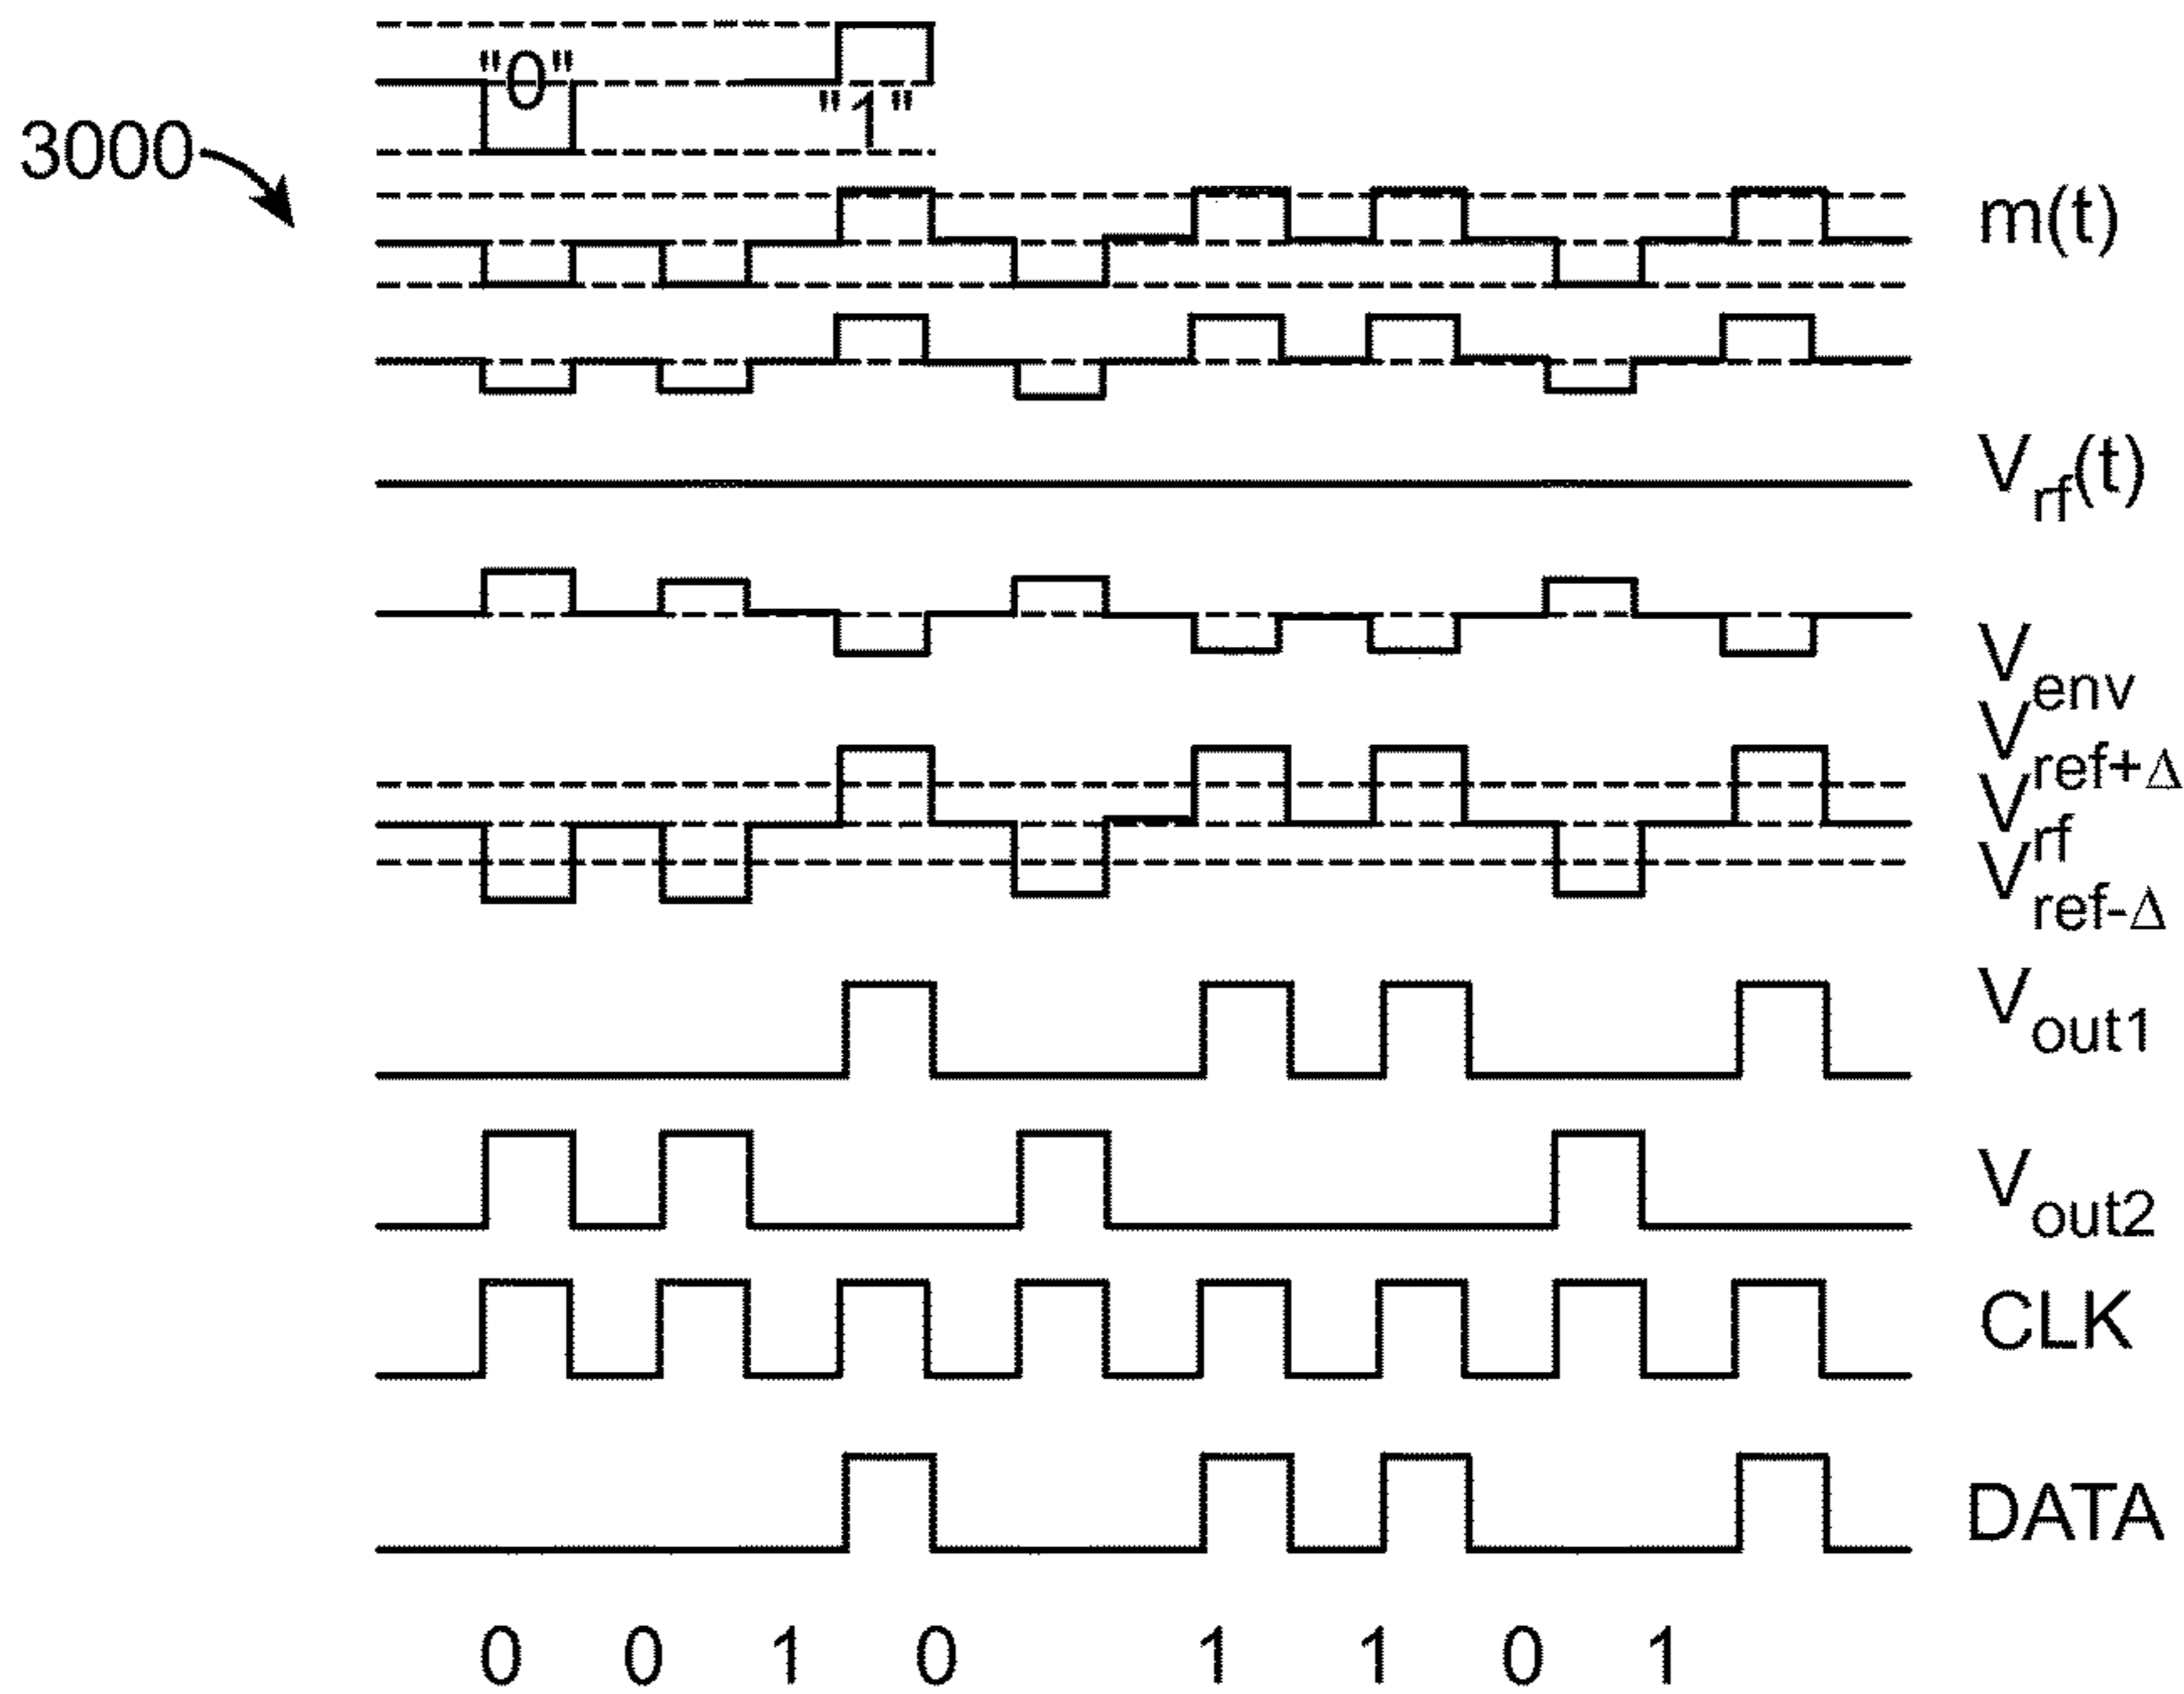 "0"
"1"
3000
m(t)
Vrf(t)
Venv
Vref+Δ
Vrf
Vref-Δ
Vout1
Vout2
CLK
DATA
0 0 1 0 1 1 0 1